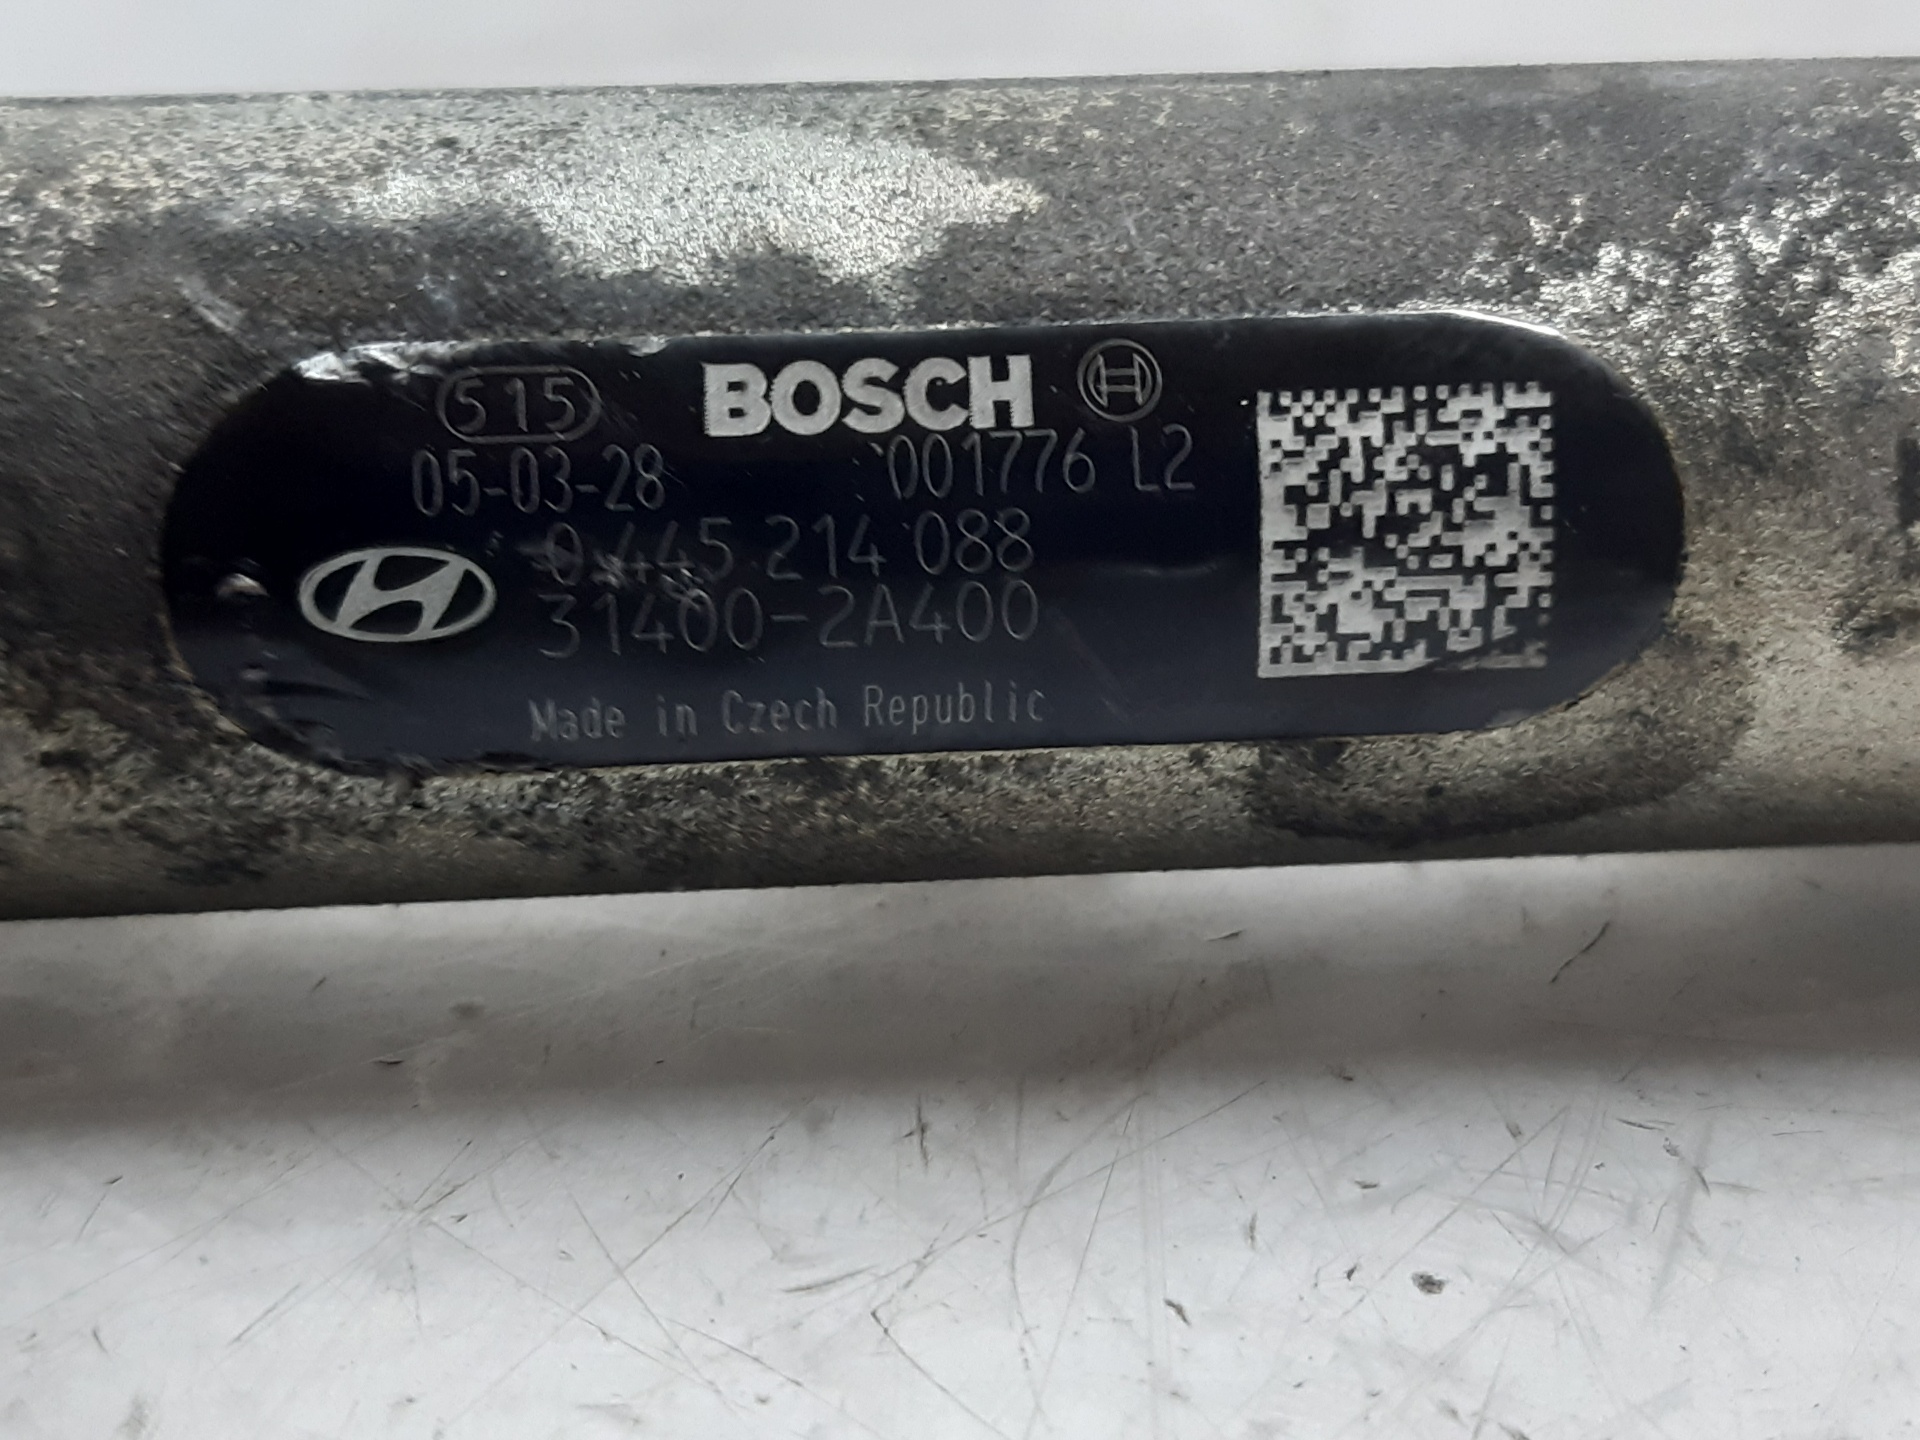 515 BOSCH
05-03-28 001776 L2
0 445 214 088
31400-2A400
Made in Czech Republic